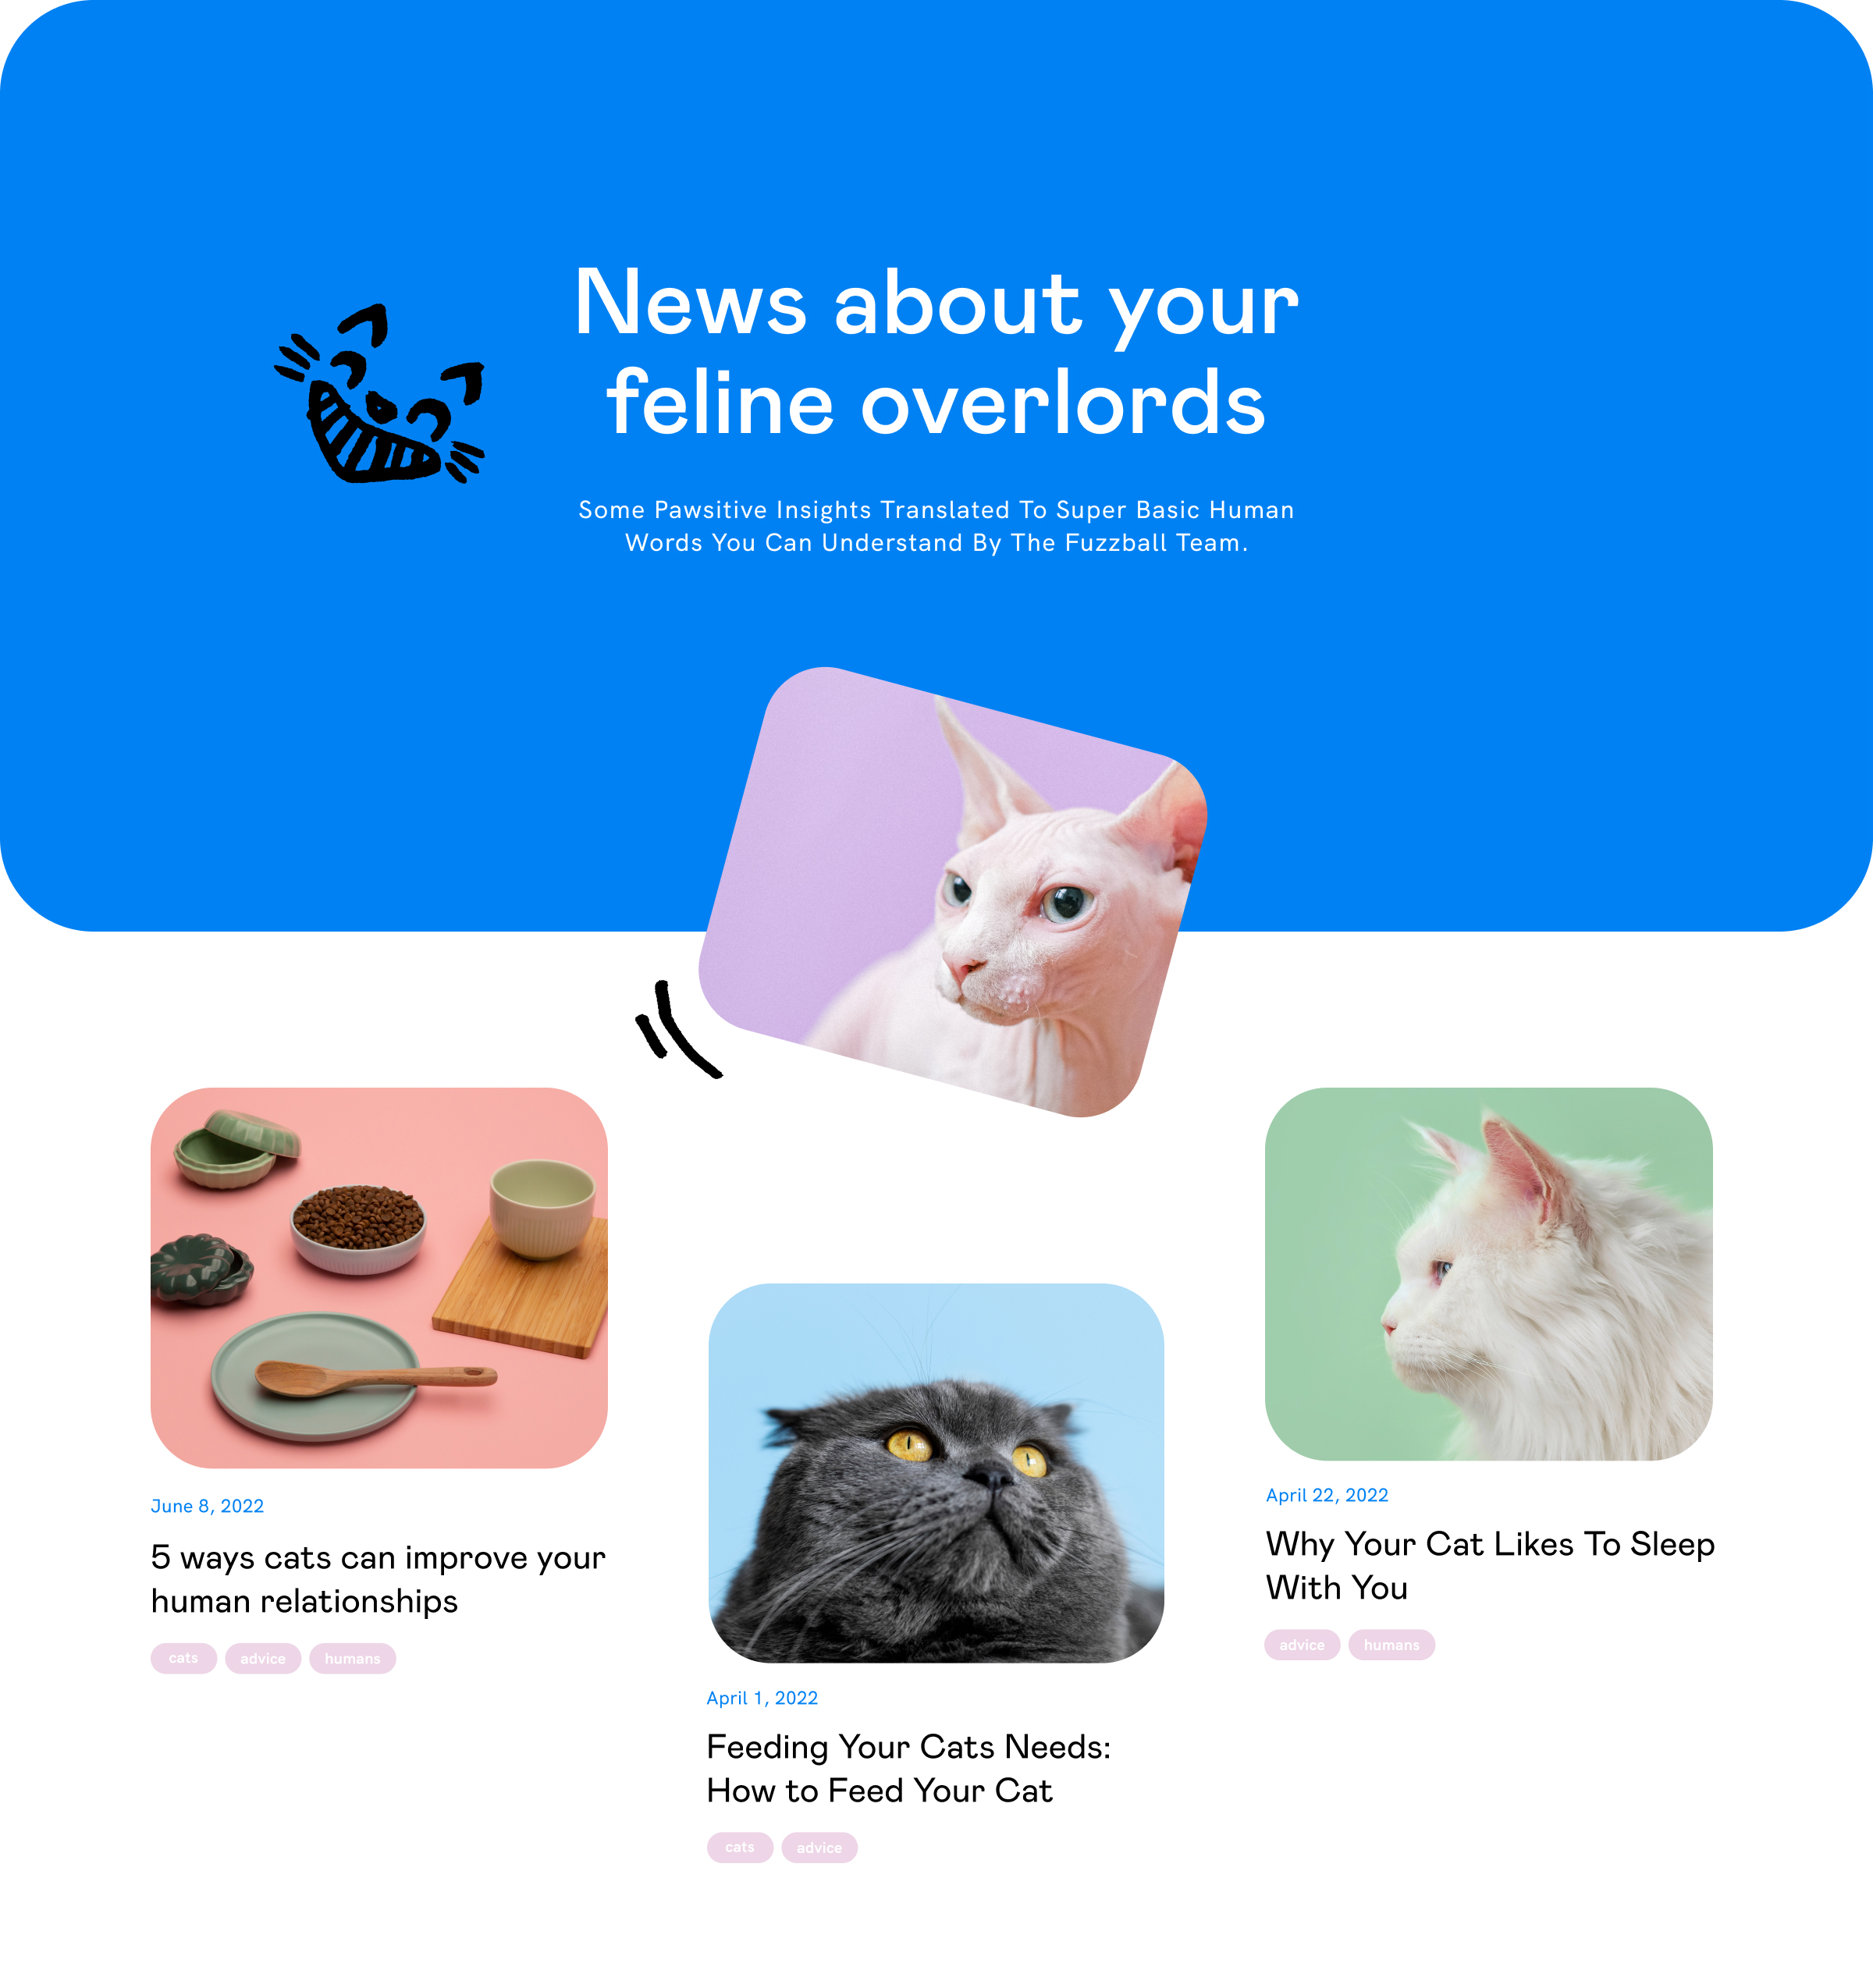 News about your
feline overlords
Some Pawsitive Insights Translated To Super Basic Human
Words You Can Understand By The Fuzzball Team.
June 8, 2022
5 ways cats can improve your
human relationships
cats advice humans
April 1, 2022
Feeding Your Cats Needs:
How to Feed Your Cat
cats advice
April 22, 2022
Why Your Cat Likes To Sleep
With You
advice humans